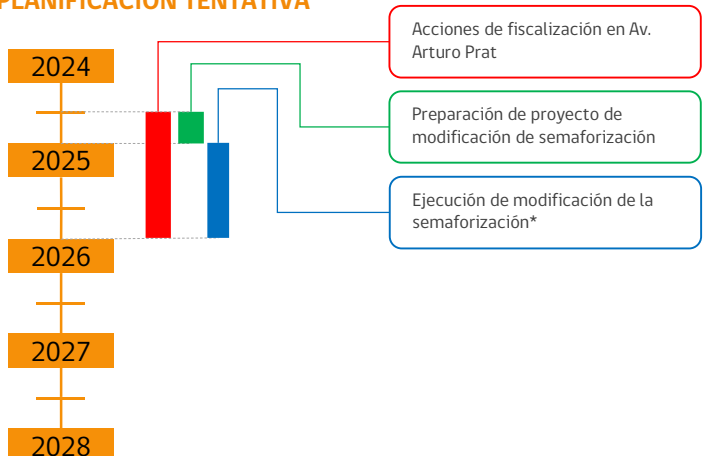 PLANIFICACIÓN TENTATIVA
2024
2025
2026
2027
2028
Acciones de fiscalización en Av.
Arturo Prat
Preparación de proyecto de
modificación de semaforización
Ejecución de modificación de la
semaforización*